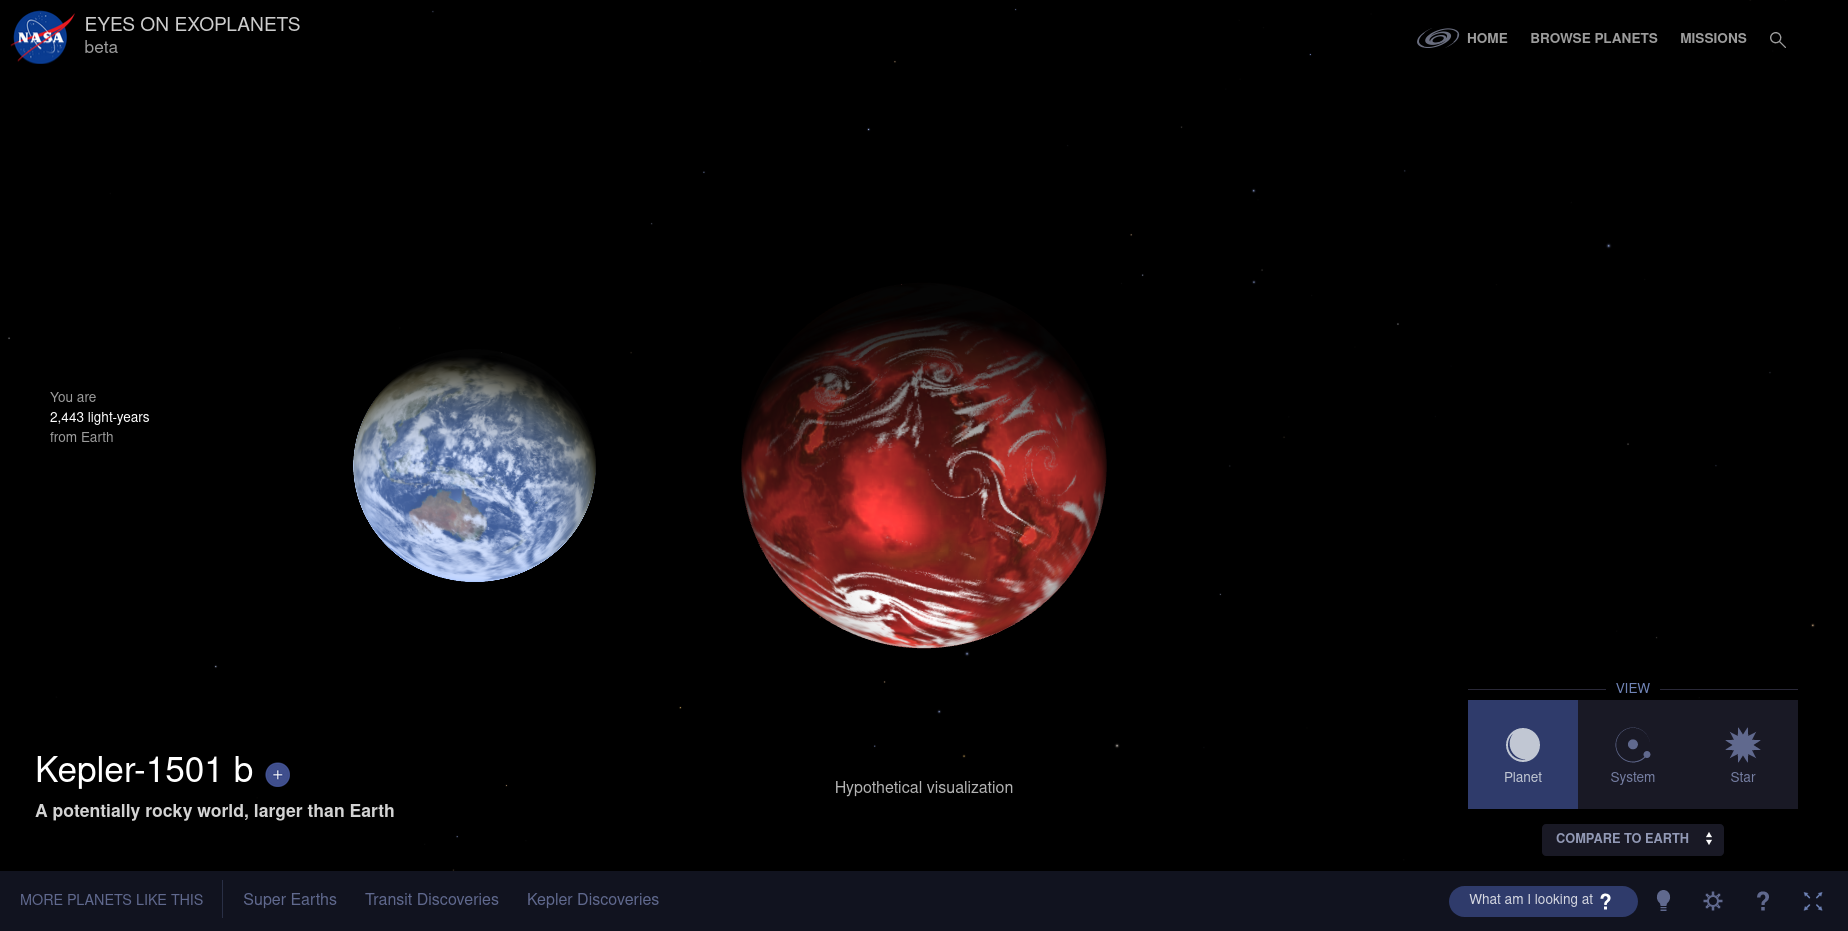 NASA
EYES ON EXOPLANETS
beta
HOME
BROWSE PLANETS
MISSIONS
You are
2,443 light-years
from Earth
Kepler-1501 b +
A potentially rocky world, larger than Earth
Hypothetical visualization
VIEW
Planet
System
Star
COMPARE TO EARTH
MORE PLANETS LIKE THIS
Super Earths
Transit Discoveries
Kepler Discoveries
What am I looking at ?
?